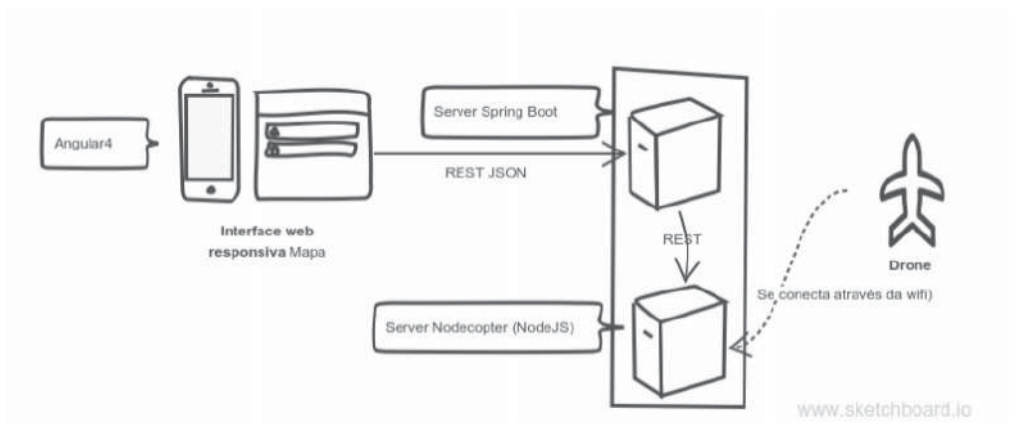 Angular4
Interface web
responsiva Mapa
Server Spring Boot
REST JSON
REST
Server Nodecopter (NodeJS)
Drone
Se conecta através da wifi)
www.sketchboard.io